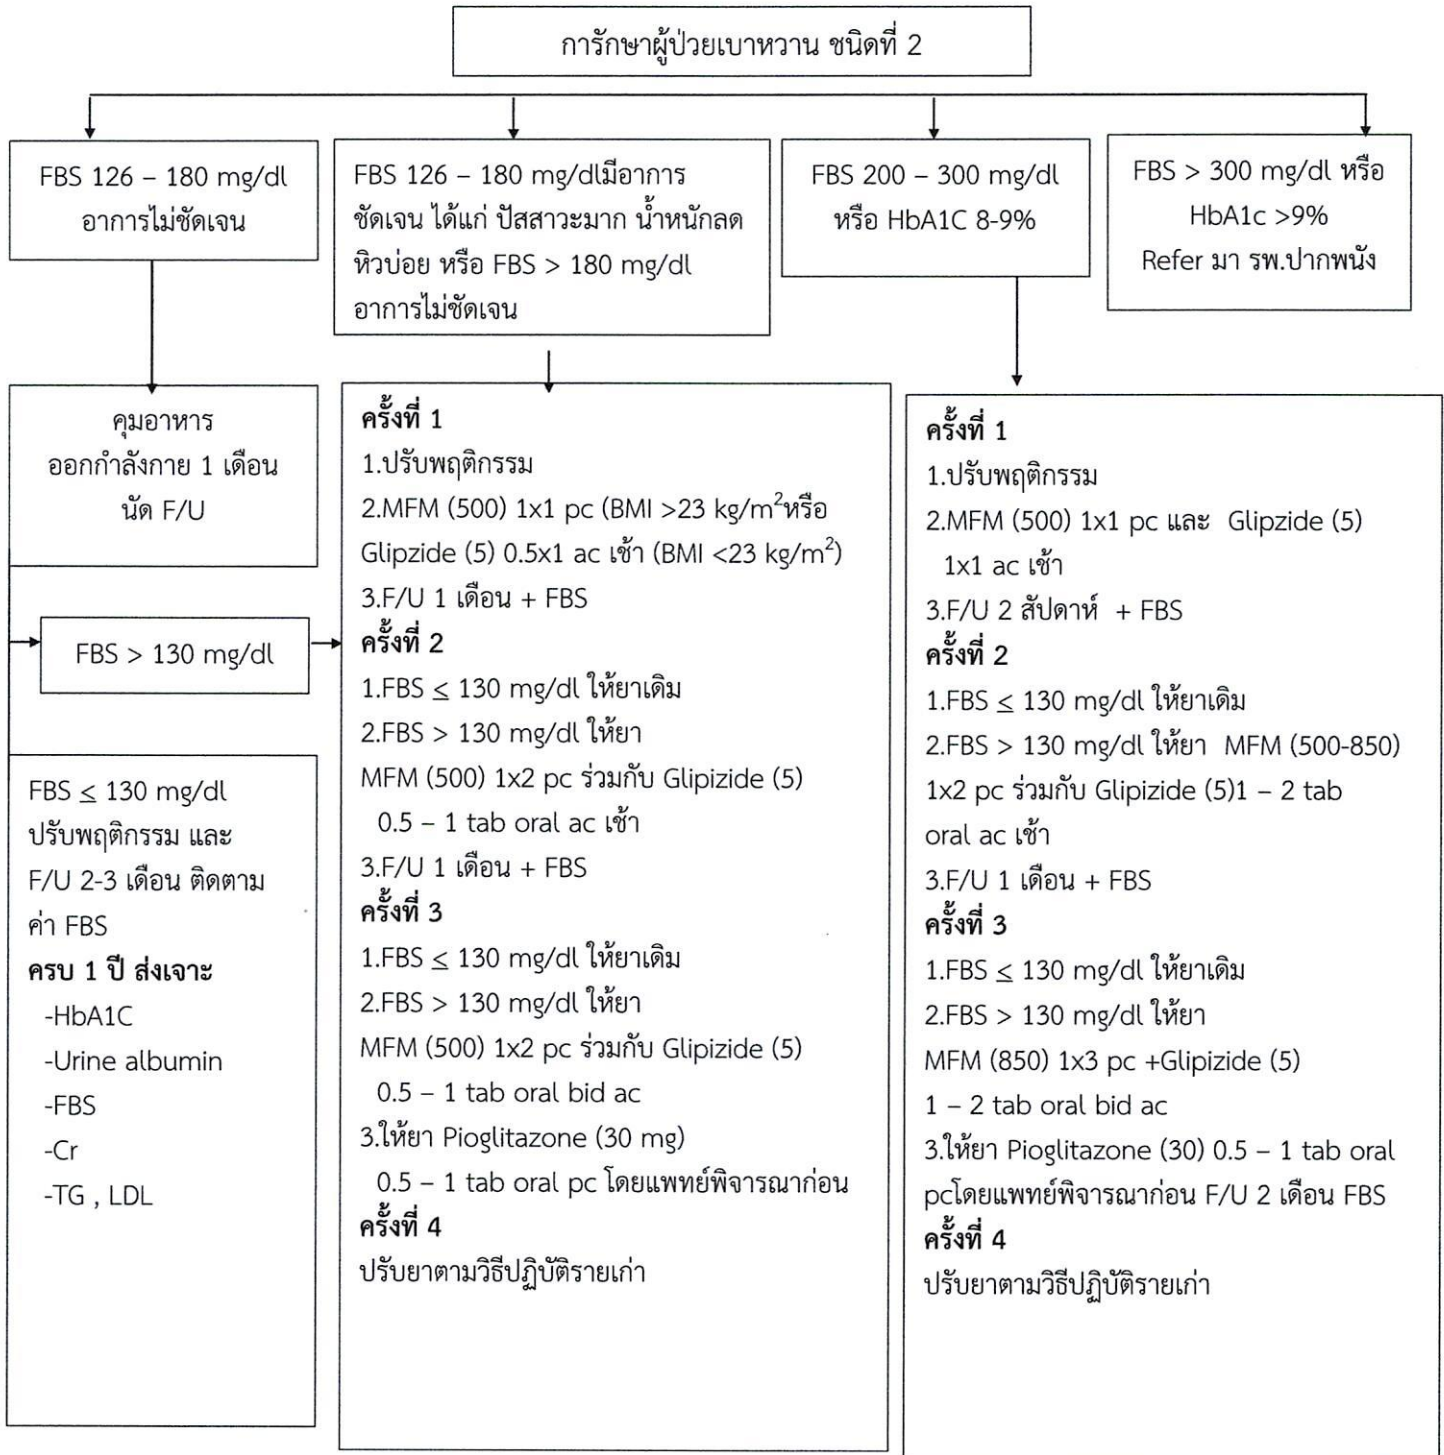 การักษาผู้ป่วยเบาหวาน ชนิดที่ 2
FBS 126 – 180 mg/dl
อาการไม่ชัดเจน
FBS 126 – 180 mg/dlมีอาการ
ชัดเจน ได้แก่ ปัสสาวะมาก น้ำหนักลด
หิวบ่อย หรือ FBS > 180 mg/dl
อาการไม่ชัดเจน
FBS 200 – 300 mg/dl
หรือ HbA1C 8-9%
FBS > 300 mg/dl หรือ
HbA1c >9%
Refer มา รพ.ปากพนัง
คุมอาหาร
ออกกำลังกาย 1 เดือน
นัด F/U
FBS > 130 mg/dl
FBS ≤ 130 mg/dl
ปรับพฤติกรรม และ
F/U 2-3 เดือน ติดตาม
ค่า FBS
ครบ 1 ปี ส่งเจาะ
-HbA1C
-Urine albumin
-FBS
-Cr
-TG , LDL
ครั้งที่ 1
1.ปรับพฤติกรรม
2.MFM (500) 1x1 pc (BMI >23 kg/m²หรือ
Glipzide (5) 0.5x1 ac เช้า (BMI <23 kg/m²)
3.F/U 1 เดือน + FBS
ครั้งที่ 2
1.FBS ≤ 130 mg/dl ให้ยาเดิม
2.FBS > 130 mg/dl ให้ยา
MFM (500) 1x2 pc ร่วมกับ Glipizide (5)
0.5 – 1 tab oral ac เช้า
3.F/U 1 เดือน + FBS
ครั้งที่ 3
1.FBS ≤ 130 mg/dl ให้ยาเดิม
2.FBS > 130 mg/dl ให้ยา
MFM (500) 1x2 pc ร่วมกับ Glipizide (5)
0.5 – 1 tab oral bid ac
3.ให้ยา Pioglitazone (30 mg)
0.5 – 1 tab oral pc โดยแพทย์พิจารณาก่อน
ครั้งที่ 4
ปรับยาตามวิธีปฏิบัติรายเก่า
ครั้งที่ 1
1.ปรับพฤติกรรม
2.MFM (500) 1x1 pc และ Glipzide (5)
1x1 ac เช้า
3.F/U 2 สัปดาห์ + FBS
ครั้งที่ 2
1.FBS ≤ 130 mg/dl ให้ยาเดิม
2.FBS > 130 mg/dl ให้ยา MFM (500-850)
1x2 pc ร่วมกับ Glipizide (5)1 – 2 tab
oral ac เช้า
3.F/U 1 เดือน + FBS
ครั้งที่ 3
1.FBS ≤ 130 mg/dl ให้ยาเดิม
2.FBS > 130 mg/dl ให้ยา
MFM (850) 1x3 pc +Glipizide (5)
1 – 2 tab oral bid ac
3.ให้ยา Pioglitazone (30) 0.5 – 1 tab oral
pcโดยแพทย์พิจารณาก่อน F/U 2 เดือน FBS
ครั้งที่ 4
ปรับยาตามวิธีปฏิบัติรายเก่า